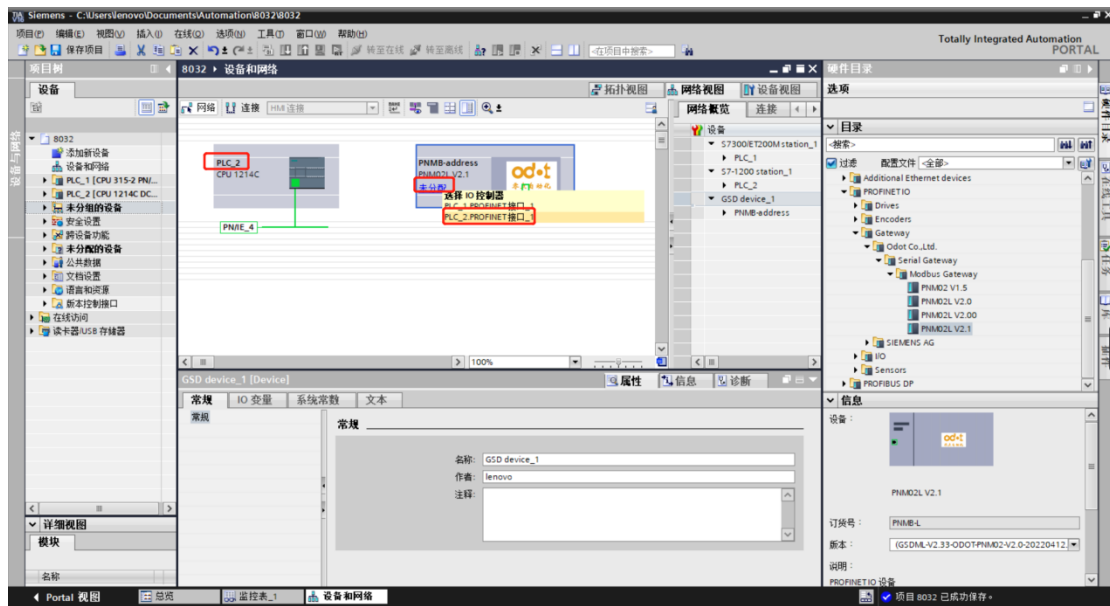 Siemens - C:\Users\lenovo\Documents\Automation\8032\8032
项目(P) 编辑(E) 视图(V) 插入(I) 在线(O) 选项(N) 工具(T) 窗口(W) 帮助(H)
Totally Integrated Automation
PORTAL
保存项目 转至在线 转至离线 <在项目中搜索>
项目树
设备
8032
添加新设备
设备和网络
PLC_1 [CPU 315-2 PN/...
PLC_2 [CPU 1214C DC...
未分组的设备
安全设置
跨设备功能
未分配的设备
公共数据
文档设置
语言和资源
版本控制接口
在线访问
读卡器/USB 存储器
详细视图
模块
名称
设备与网络
8032 ▸ 设备和网络
拓扑视图 网络视图 设备视图
网络 连接 HMI 连接
PLC_2
CPU 1214C
PNMB-address
PNM02L V2.1
未分配
odot
选择 IO 控制器
PLC_1.PROFINET接口_1
PLC_2.PROFINET接口_1
PN/IE_4
100%
网络概览 连接
设备
S7300/ET200M station_1
PLC_1
S7-1200 station_1
PLC_2
GSD device_1
PNMB-address
GSD device_1 [Device]
属性 信息 诊断
常规 IO 变量 系统常数 文本
常规
常规
名称: GSD device_1
作者: lenovo
注释:
硬件目录
选项
目录
<搜索>
过滤 配置文件 <全部>
Additional Ethernet devices
PROFINET IO
Drives
Encoders
Gateway
Odot Co.,Ltd.
Serial Gateway
Modbus Gateway
PNM02 V1.5
PNM02L V2.0
PNM02L V2.00
PNM02L V2.1
SIEMENS AG
I/O
Sensors
PROFIBUS DP
信息
设备:
odot
PNM02L V2.1
订货号: PNMB-L
版本: (GSDML-V2.33-ODOT-PNM02-V2.0-20220412.
说明:
PROFINET IO 设备
Portal 视图 总览 监控表_1 设备和网络
项目 8032 已成功保存。